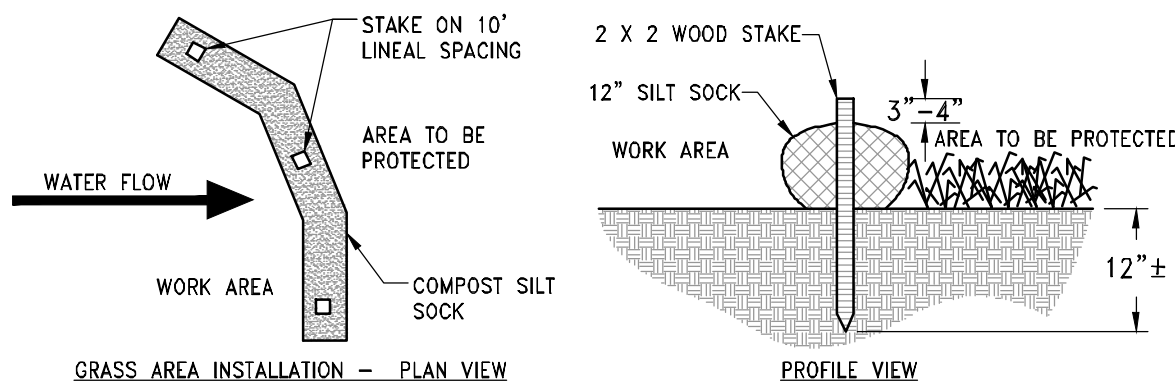 STAKE ON 10'
LINEAL SPACING
AREA TO BE
PROTECTED
WATER FLOW
WORK AREA
COMPOST SILT
SOCK
GRASS AREA INSTALLATION - PLAN VIEW
2 X 2 WOOD STAKE
12" SILT SOCK
3"-4"
WORK AREA
AREA TO BE PROTECTED
12"±
PROFILE VIEW